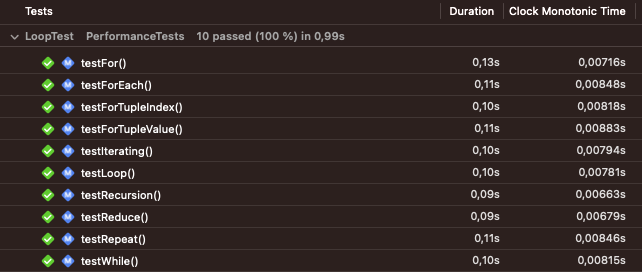 Tests Duration Clock Monotonic Time
LoopTest PerformanceTests 10 passed (100 %) in 0,99s
testFor() 0,13s 0,00716s
testForEach() 0,11s 0,00848s
testForTupleIndex() 0,10s 0,00818s
testForTupleValue() 0,11s 0,00883s
testIterating() 0,10s 0,00794s
testLoop() 0,10s 0,00781s
testRecursion() 0,09s 0,00663s
testReduce() 0,09s 0,00679s
testRepeat() 0,11s 0,00846s
testWhile() 0,10s 0,00815s